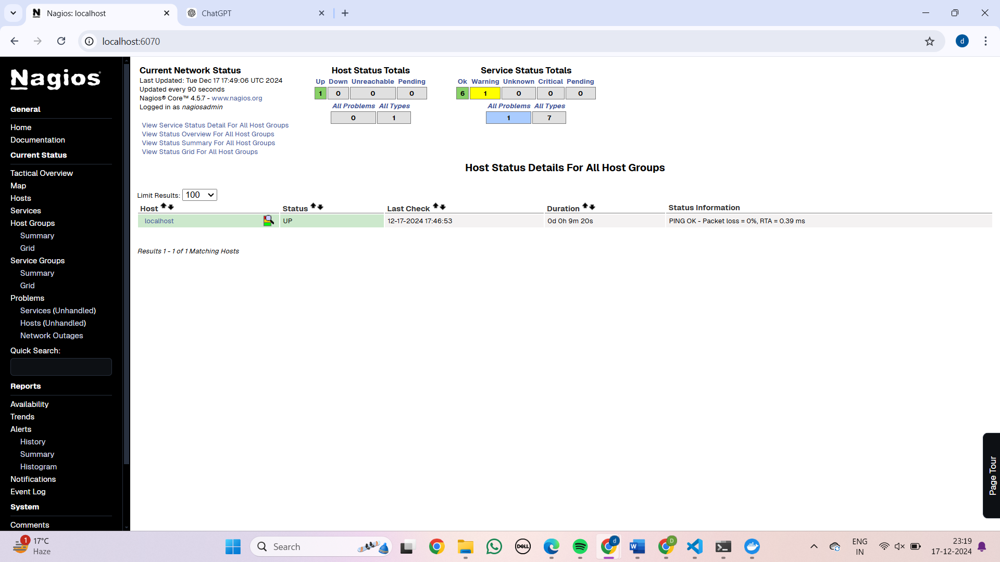 Nagios: localhost
ChatGPT
localhost:6070
d
Nagios®
General
Home
Documentation
Current Status
Tactical Overview
Map
Hosts
Services
Host Groups
Summary
Grid
Service Groups
Summary
Grid
Problems
Services (Unhandled)
Hosts (Unhandled)
Network Outages
Quick Search:
Reports
Availability
Trends
Alerts
History
Summary
Histogram
Notifications
Event Log
System
Comments
Current Network Status
Last Updated: Tue Dec 17 17:49:06 UTC 2024
Updated every 90 seconds
Nagios® Core™ 4.5.7 - www.nagios.org
Logged in as nagiosadmin
View Service Status Detail For All Host Groups
View Status Overview For All Host Groups
View Status Summary For All Host Groups
View Status Grid For All Host Groups
Host Status Totals
Up Down Unreachable Pending
1 0 0 0
All Problems All Types
0 1
Service Status Totals
Ok Warning Unknown Critical Pending
6 1 0 0 0
All Problems All Types
1 7
Host Status Details For All Host Groups
Limit Results: 100
Host Status Last Check Duration Status Information
localhost UP 12-17-2024 17:46:53 0d 0h 9m 20s PING OK - Packet loss = 0%, RTA = 0.39 ms
Results 1 - 1 of 1 Matching Hosts
Page Tour
1
17°C
Haze
Search
DELL
d
W
D
ENG
IN
23:19
17-12-2024